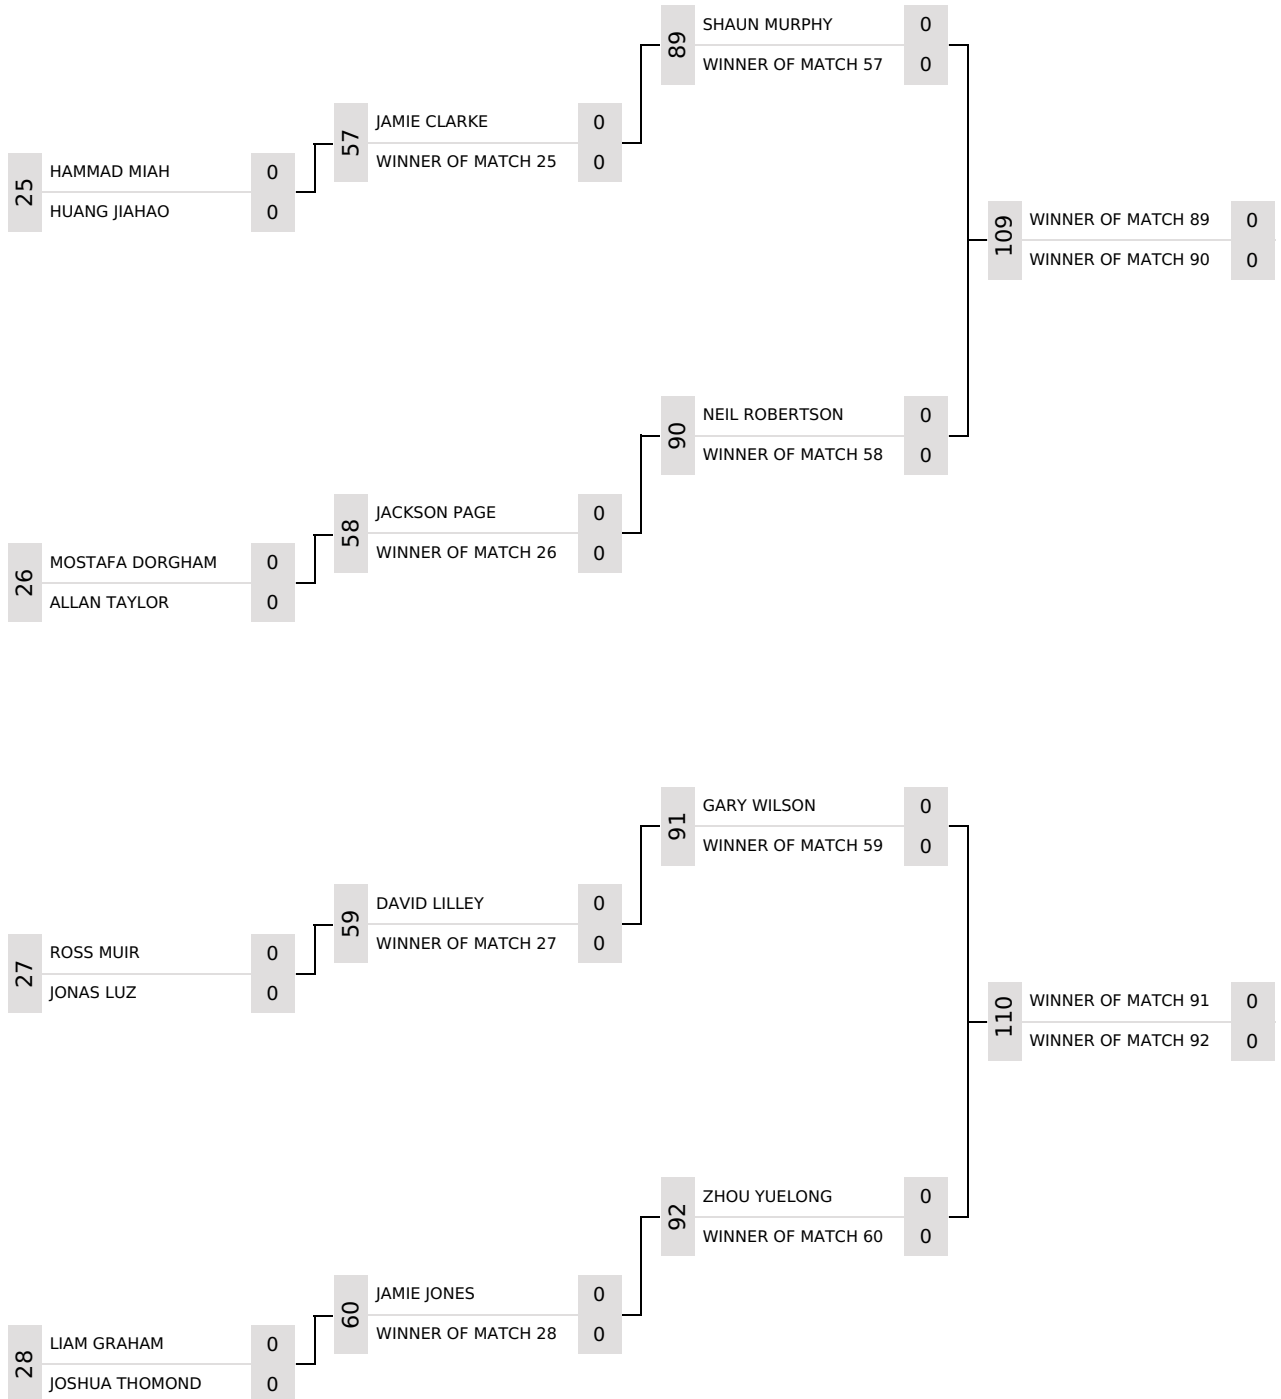 89
SHAUN MURPHY 0
WINNER OF MATCH 57 0
57
JAMIE CLARKE 0
WINNER OF MATCH 25 0
25
HAMMAD MIAH 0
HUANG JIAHAO 0
109
WINNER OF MATCH 89 0
WINNER OF MATCH 90 0
90
NEIL ROBERTSON 0
WINNER OF MATCH 58 0
58
JACKSON PAGE 0
WINNER OF MATCH 26 0
26
MOSTAFA DORGHAM 0
ALLAN TAYLOR 0
91
GARY WILSON 0
WINNER OF MATCH 59 0
59
DAVID LILLEY 0
WINNER OF MATCH 27 0
27
ROSS MUIR 0
JONAS LUZ 0
110
WINNER OF MATCH 91 0
WINNER OF MATCH 92 0
92
ZHOU YUELONG 0
WINNER OF MATCH 60 0
60
JAMIE JONES 0
WINNER OF MATCH 28 0
28
LIAM GRAHAM 0
JOSHUA THOMOND 0